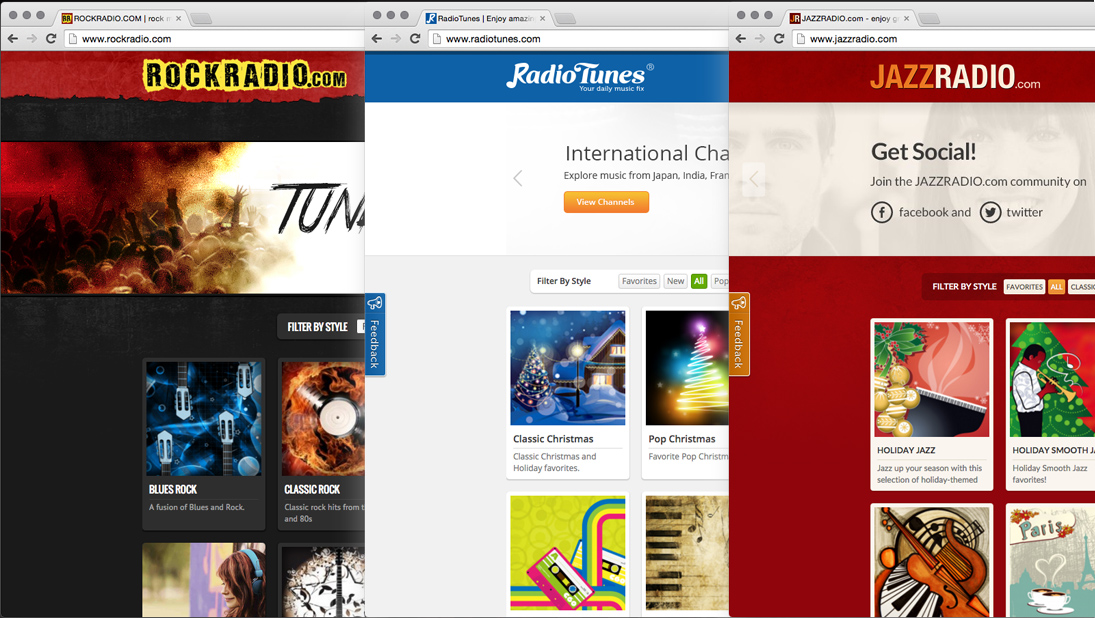 ROCKRADIO.COM | rock m
www.rockradio.com
ROCKRADIO.COM
TUN
FILTER BY STYLE
BLUES ROCK
A fusion of Blues and Rock.
CLASSIC ROCK
Classic rock hits from
and 80s
RadioTunes | Enjoy amazin
www.radiotunes.com
RadioTunes®
Your daily music fix
International Cha
Explore music from Japan, India, Fran
View Channels
Filter By Style
Favorites
New
All
Pop
Feedback
Classic Christmas
Classic Christmas and
Holiday favorites.
Pop Christmas
Favorite Pop Christm
JR
JAZZRADIO.com - enjoy g
www.jazzradio.com
JAZZRADIO.com
Get Social!
Join the JAZZRADIO.com community on
facebook and
twitter
FILTER BY STYLE
FAVORITES
ALL
CLASSIC
Feedback
HOLIDAY JAZZ
Jazz up your season with this
selection of holiday-themed
HOLIDAY SMOOTH JA
Holiday Smooth Jazz
favorites!
Paris